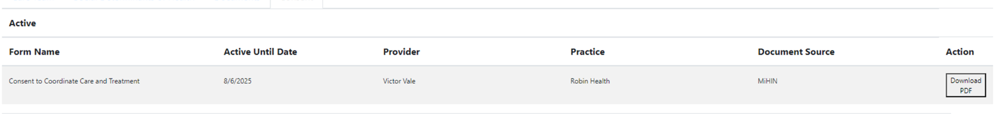 Active
Form Name Active Until Date Provider Practice Document Source Action
Consent to Coordinate Care and Treatment 8/6/2025 Victor Vale Robin Health MiHIN Download
PDF